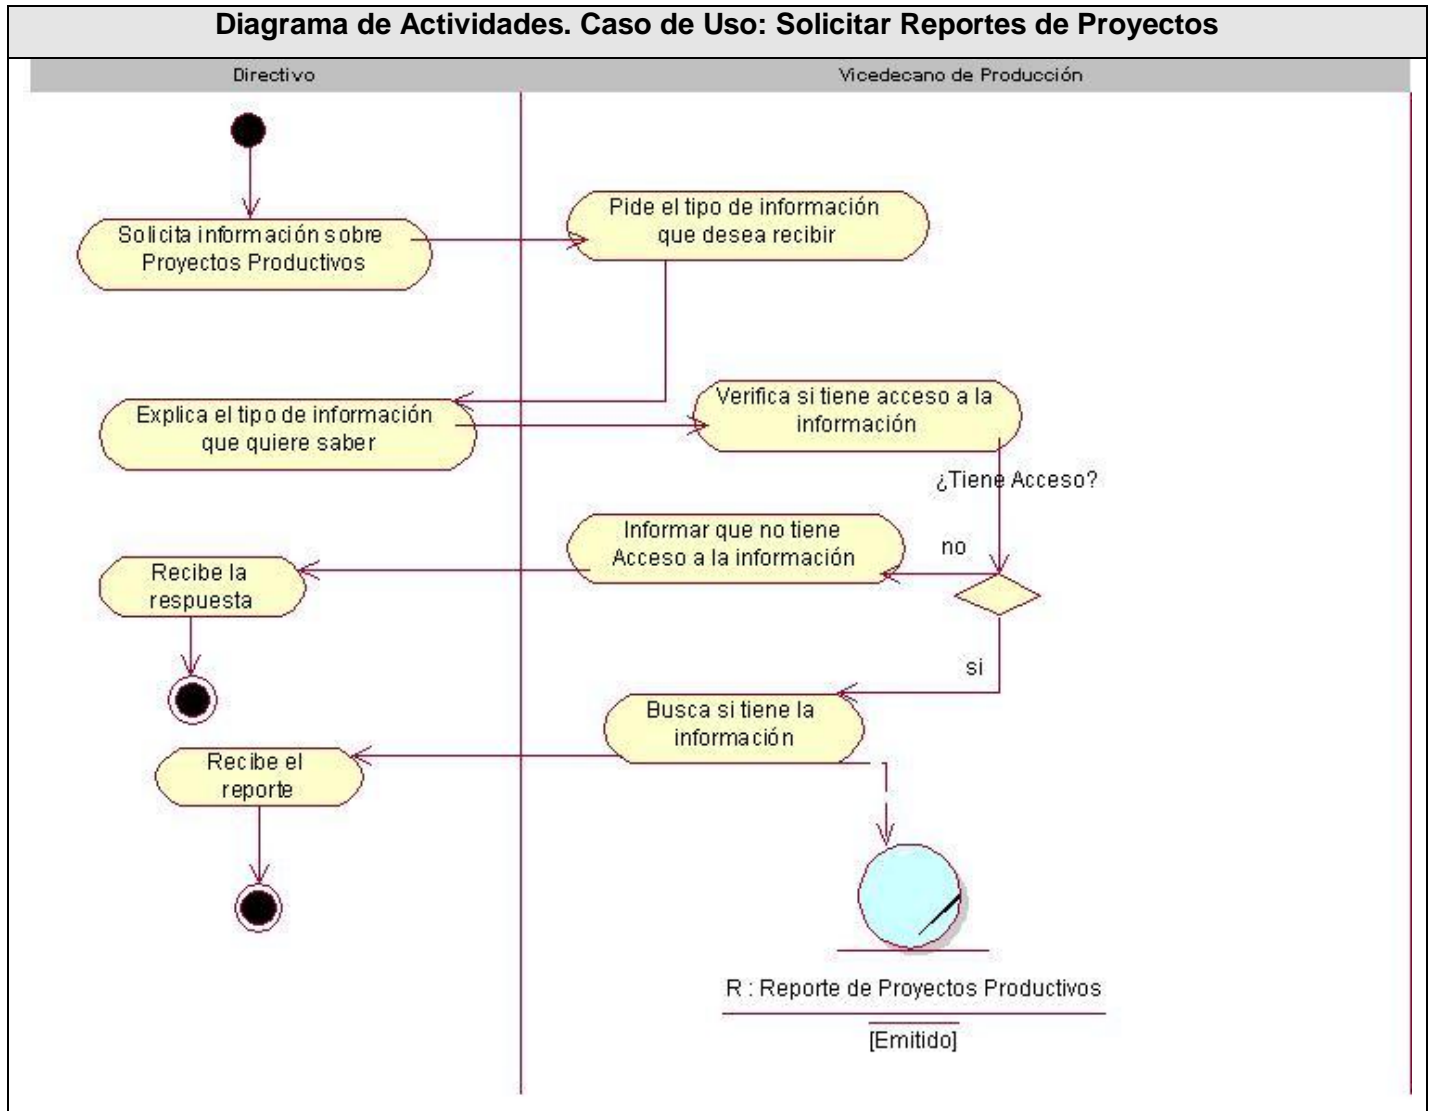 Diagrama de Actividades. Caso de Uso: Solicitar Reportes de Proyectos
Directivo
Vicedecano de Producción
Solicita información sobre
Proyectos Productivos
Pide el tipo de información
que desea recibir
Explica el tipo de información
que quiere saber
Verifica si tiene acceso a la
información
¿Tiene Acceso?
Informar que no tiene
Acceso a la información
no
Recibe la
respuesta
si
Busca si tiene la
información
Recibe el
reporte
R : Reporte de Proyectos Productivos
[Emitido]